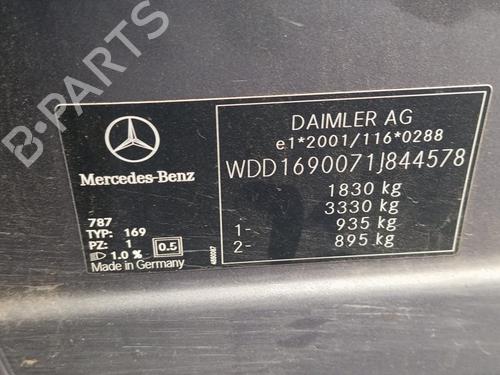 B-PARTS
Mercedes-Benz
787
TYP: 169
PZ: 1
1.0 %
0.5
Made in Germany
DAIMLER AG
e1*2001/116*0288
WDD1690071J844578
1830 kg
3330 kg
1- 935 kg
2- 895 kg